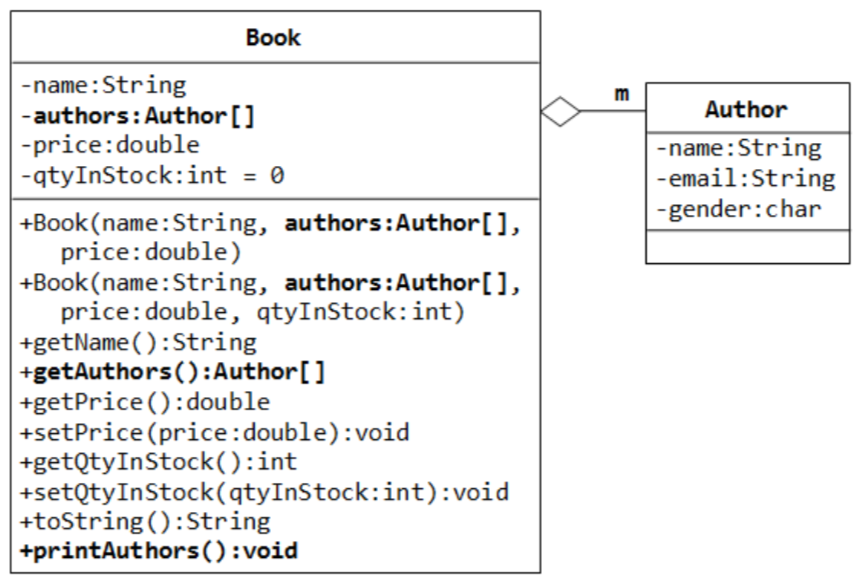 Book
-name:String
-authors:Author[]
-price:double
-qtyInStock:int = 0
+Book(name:String, authors:Author[],
price:double)
+Book(name:String, authors:Author[],
price:double, qtyInStock:int)
+getName():String
+getAuthors():Author[]
+getPrice():double
+setPrice(price:double):void
+getQtyInStock():int
+setQtyInStock(qtyInStock:int):void
+toString():String
+printAuthors():void
m
Author
-name:String
-email:String
-gender:char